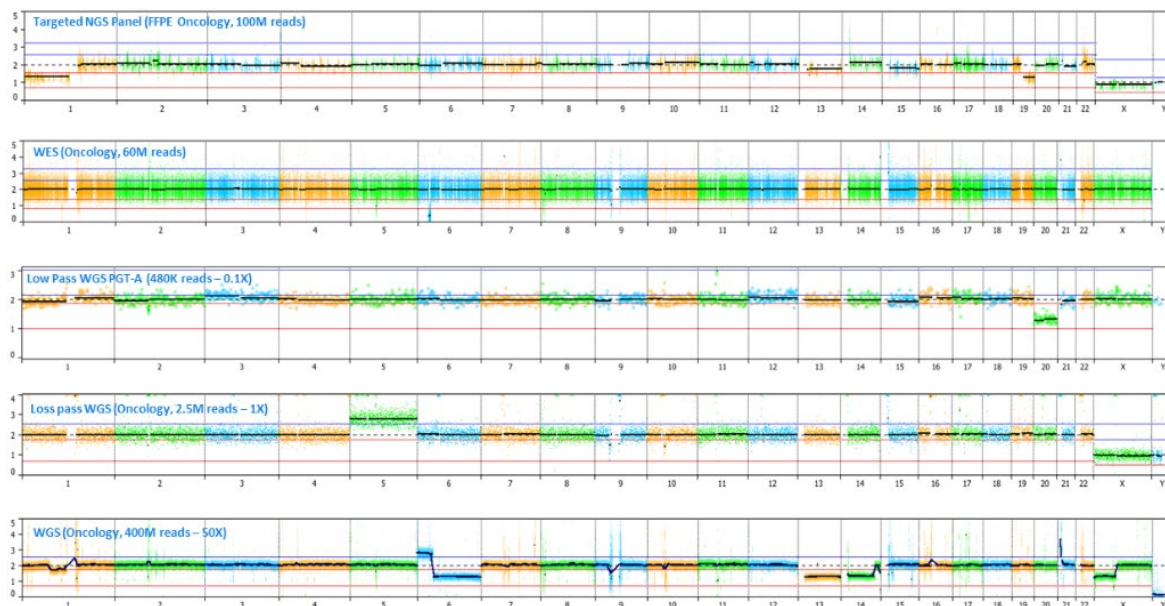 Targeted NGS Panel (FFPE Oncology, 100M reads)
5
4
3
2
1
0
1 2 3 4 5 6 7 8 9 10 11 12 13 14 15 16 17 18 19 20 21 22 X Y
WES (Oncology, 60M reads)
5
4
3
2
1
0
1 2 3 4 5 6 7 8 9 10 11 12 13 14 15 16 17 18 19 20 21 22 X
Low Pass WGS PGT-A (480K reads – 0.1X)
3
2
1
0
1 2 3 4 5 6 7 8 9 10 11 12 13 14 15 16 17 18 19 20 21 22 X Y
Loss pass WGS (Oncology, 2.5M reads – 1X)
4
3
2
1
0
1 2 3 4 5 6 7 8 9 10 11 12 13 14 15 16 17 18 19 20 21 22 X Y
WGS (Oncology, 400M reads – 50X)
5
4
3
2
1
0
1 2 3 4 5 6 7 8 9 10 11 12 13 14 15 16 17 18 19 20 21 22 X Y